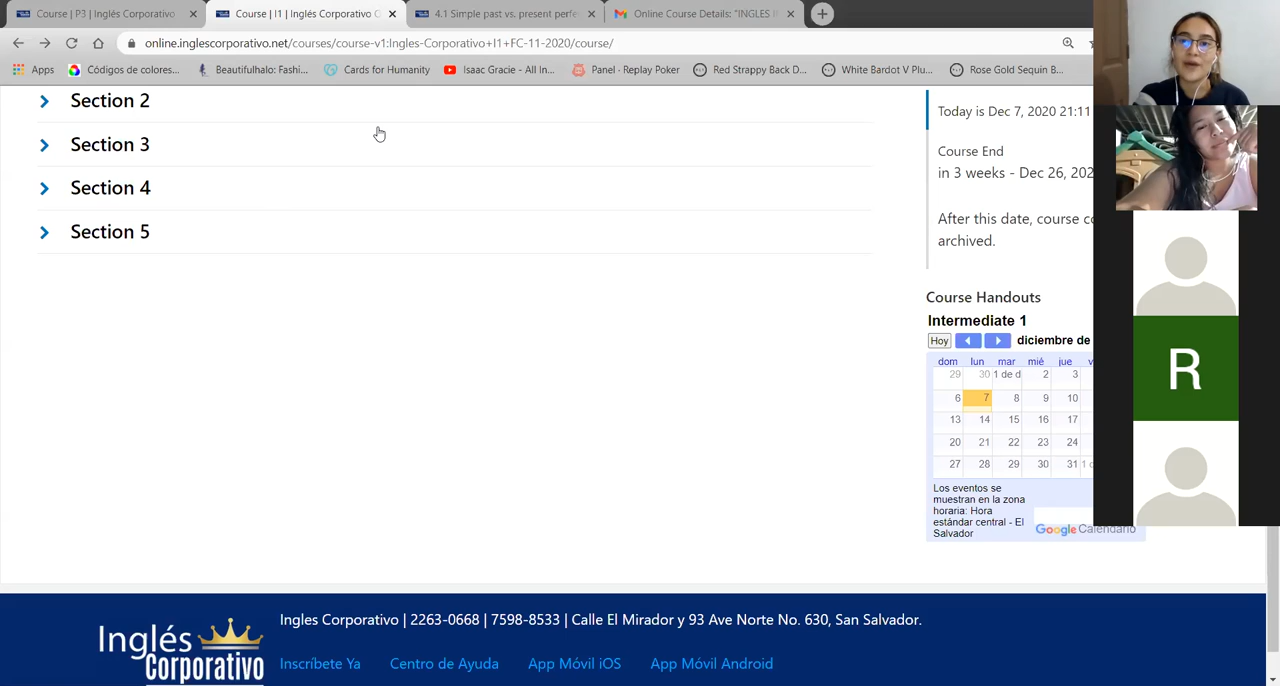 Course | P3 | Inglés Corporativo
Course | I1 | Inglés Corporativo
4.1 Simple past vs. present perfe
Online Course Details: "INGLES
online.inglescorporativo.net/courses/course-v1:Ingles-Corporativo+I1+FC-11-2020/course/
Apps
Códigos de colores...
Beautifulhalo: Fashi...
Cards for Humanity
Isaac Gracie - All In...
Panel · Replay Poker
Red Strappy Back D...
White Bardot V Plu...
Rose Gold Sequin B...
Section 2
Section 3
Section 4
Section 5
Today is Dec 7, 2020 21:11
Course End
in 3 weeks - Dec 26, 202
After this date, course co
archived.
Course Handouts
Intermediate 1
Hoy diciembre de
dom lun mar mié jue v
29 30 1 de d 2 3
6 7 8 9 10
13 14 15 16 17
20 21 22 23 24
27 28 29 30 31 1 d
Los eventos se
muestran en la zona
horaria: Hora
estándar central - El
Salvador
Google Calendario
R
Inglés
Corporativo
Ingles Corporativo | 2263-0668 | 7598-8533 | Calle El Mirador y 93 Ave Norte No. 630, San Salvador.
Inscríbete Ya
Centro de Ayuda
App Móvil iOS
App Móvil Android